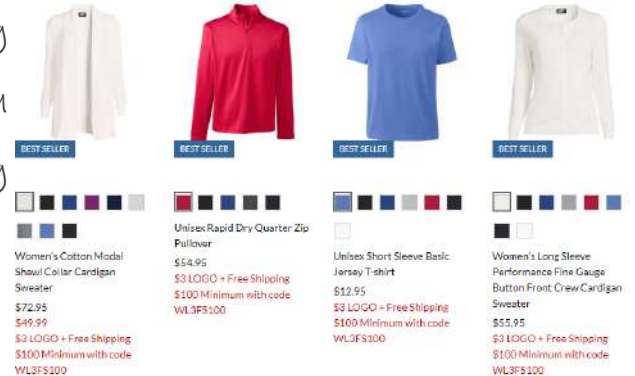 BEST SELLER
BEST SELLER
BEST SELLER
BEST SELLER
Women's Cotton Modal
Shawl Collar Cardigan
Sweater
$72.95
$49.99
$3 LOGO + Free Shipping
$100 Minimum with code
WL3FS100
Unisex Rapid Dry Quarter Zip
Pullover
$54.95
$3 LOGO + Free Shipping
$100 Minimum with code
WL3FS100
Unisex Short Sleeve Basic
Jersey T-shirt
$12.95
$3 LOGO + Free Shipping
$100 Minimum with code
WL3FS100
Women's Long Sleeve
Performance Fine Gauge
Button Front Crew Cardigan
Sweater
$55.95
$3 LOGO + Free Shipping
$100 Minimum with code
WL3FS100